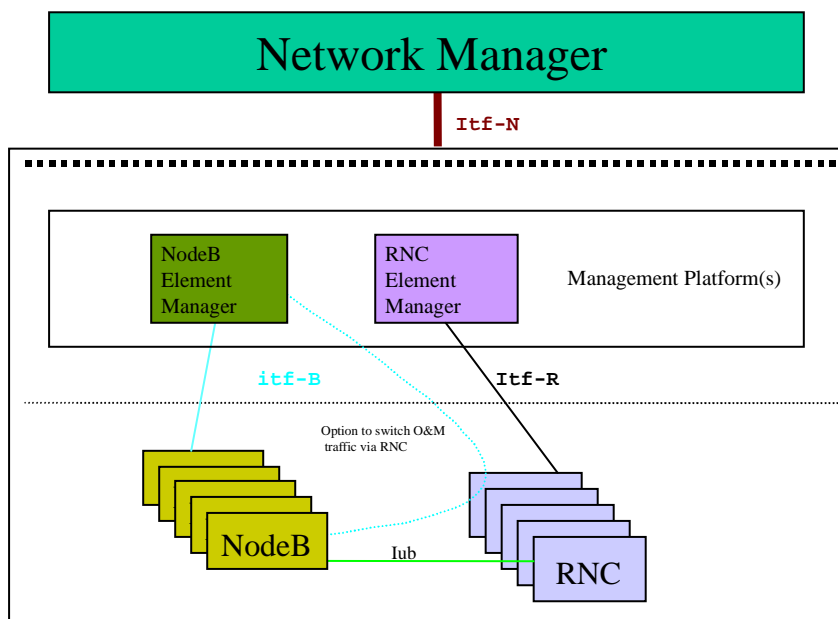 Network Manager
Itf-N
NodeB
Element
Manager
RNC
Element
Manager
Management Platform(s)
itf-B
Itf-R
Option to switch O&M
traffic via RNC
NodeB
Iub
RNC